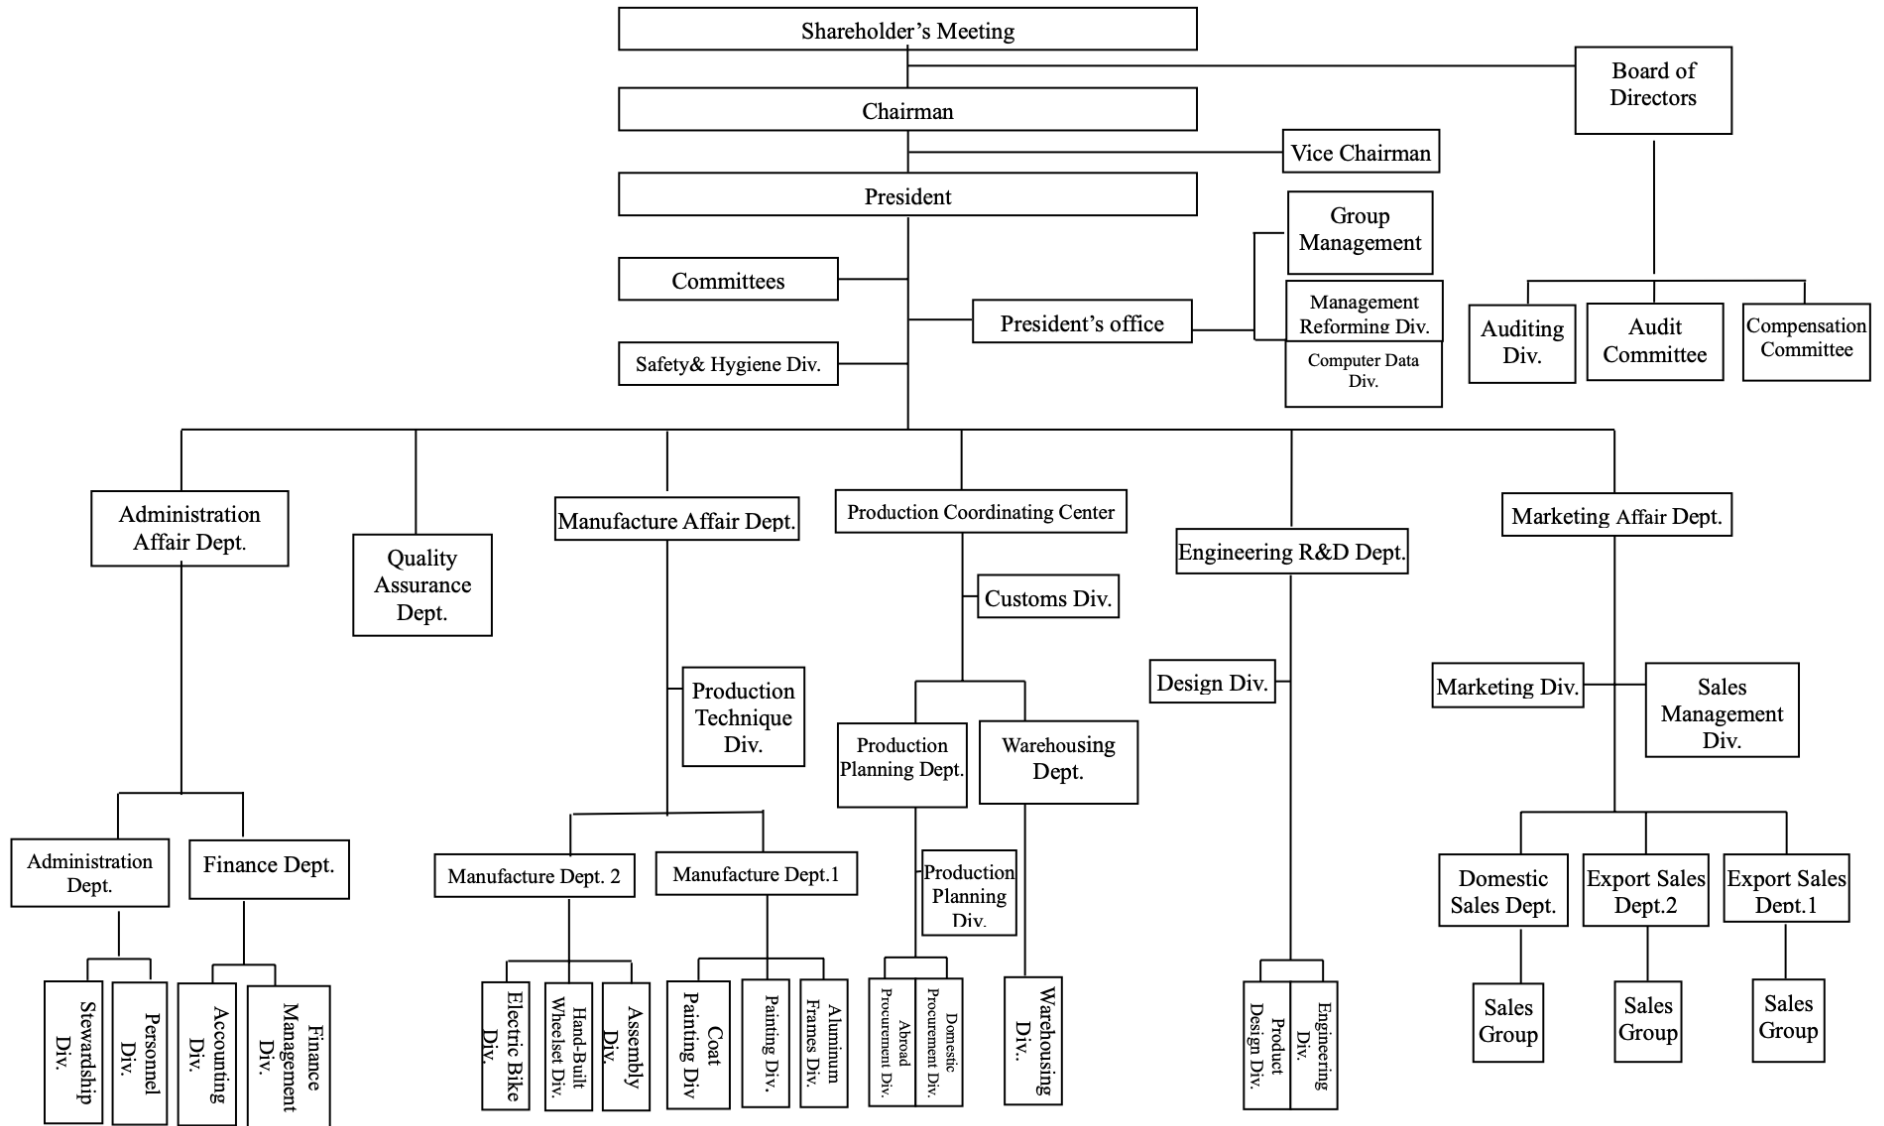 Shareholder’s Meeting
Board of
Directors
Chairman
Vice Chairman
President
Group
Management
Committees
Management
Reforming Div.
President’s office
Auditing
Div.
Audit
Committee
Compensation
Committee
Safety& Hygiene Div.
Computer Data
Div.
Administration
Affair Dept.
Quality
Assurance
Dept.
Manufacture Affair Dept.
Production Coordinating Center
Engineering R&D Dept.
Marketing Affair Dept.
Customs Div.
Production
Technique
Div.
Design Div.
Marketing Div.
Sales
Management
Div.
Production
Planning Dept.
Warehousing
Dept.
Administration
Dept.
Finance Dept.
Manufacture Dept. 2
Manufacture Dept.1
Production
Planning
Div.
Domestic
Sales Dept.
Export Sales
Dept.2
Export Sales
Dept.1
Stewardship
Div.
Personnel
Div.
Accounting
Div.
Finance
Management
Div.
Electric Bike
Div.
Hand-Built
Wheelset Div.
Assembly
Div.
Coat
Painting Div
Painting Div.
Aluminum
Frames Div.
Abroad
Procurement Div.
Domestic
Procurement Div.
Warehousing
Div..
Product
Design Div.
Engineering
Div.
Sales
Group
Sales
Group
Sales
Group